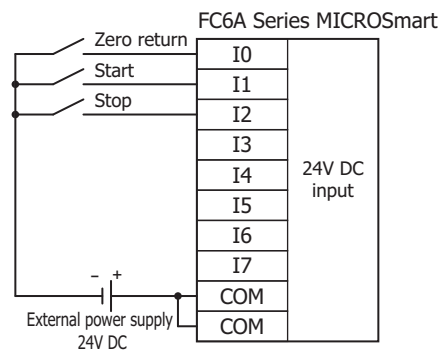 FC6A Series MICROSmart
Zero return
Start
Stop
I0
I1
I2
I3
I4
I5
I6
I7
COM
COM
24V DC
input
– +
External power supply
24V DC